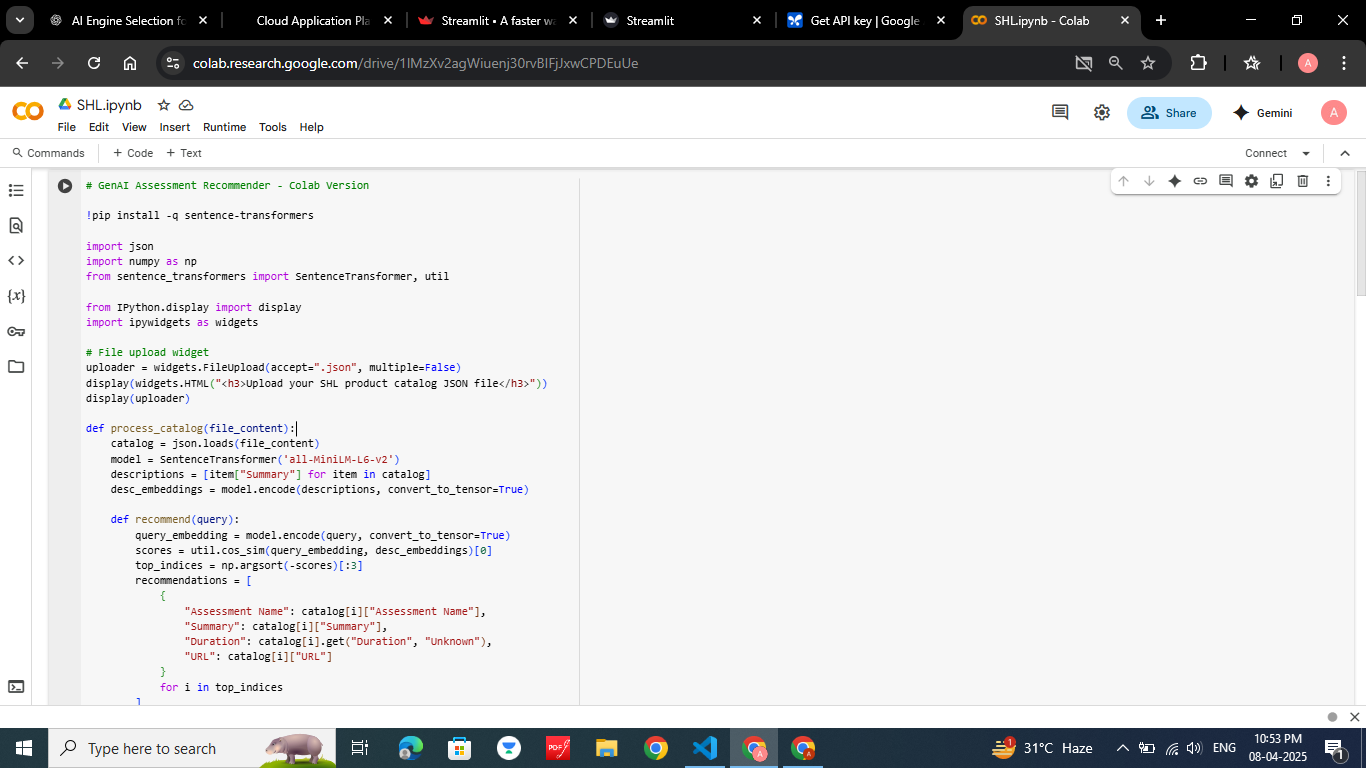 AI Engine Selection fo
Cloud Application Pla
Streamlit • A faster wa
Streamlit
Get API key | Google
SHL.ipynb - Colab
colab.research.google.com/drive/1lMzXv2agWiuenj30rvBlFjJxwCPDEuUe
A
SHL.ipynb
File Edit View Insert Runtime Tools Help
Share
Gemini
A
Commands + Code + Text
Connect
# GenAI Assessment Recommender - Colab Version
!pip install -q sentence-transformers
import json
import numpy as np
from sentence_transformers import SentenceTransformer, util
from IPython.display import display
import ipywidgets as widgets
# File upload widget
uploader = widgets.FileUpload(accept=".json", multiple=False)
display(widgets.HTML("<h3>Upload your SHL product catalog JSON file</h3>"))
display(uploader)
def process_catalog(file_content):
catalog = json.loads(file_content)
model = SentenceTransformer('all-MiniLM-L6-v2')
descriptions = [item["Summary"] for item in catalog]
desc_embeddings = model.encode(descriptions, convert_to_tensor=True)
def recommend(query):
query_embedding = model.encode(query, convert_to_tensor=True)
scores = util.cos_sim(query_embedding, desc_embeddings)[0]
top_indices = np.argsort(-scores)[:3]
recommendations = [
{
"Assessment Name": catalog[i]["Assessment Name"],
"Summary": catalog[i]["Summary"],
"Duration": catalog[i].get("Duration", "Unknown"),
"URL": catalog[i]["URL"]
}
for i in top_indices
]
Type here to search
PDF
A
1
31°C Haze
ENG
10:53 PM
08-04-2025
1